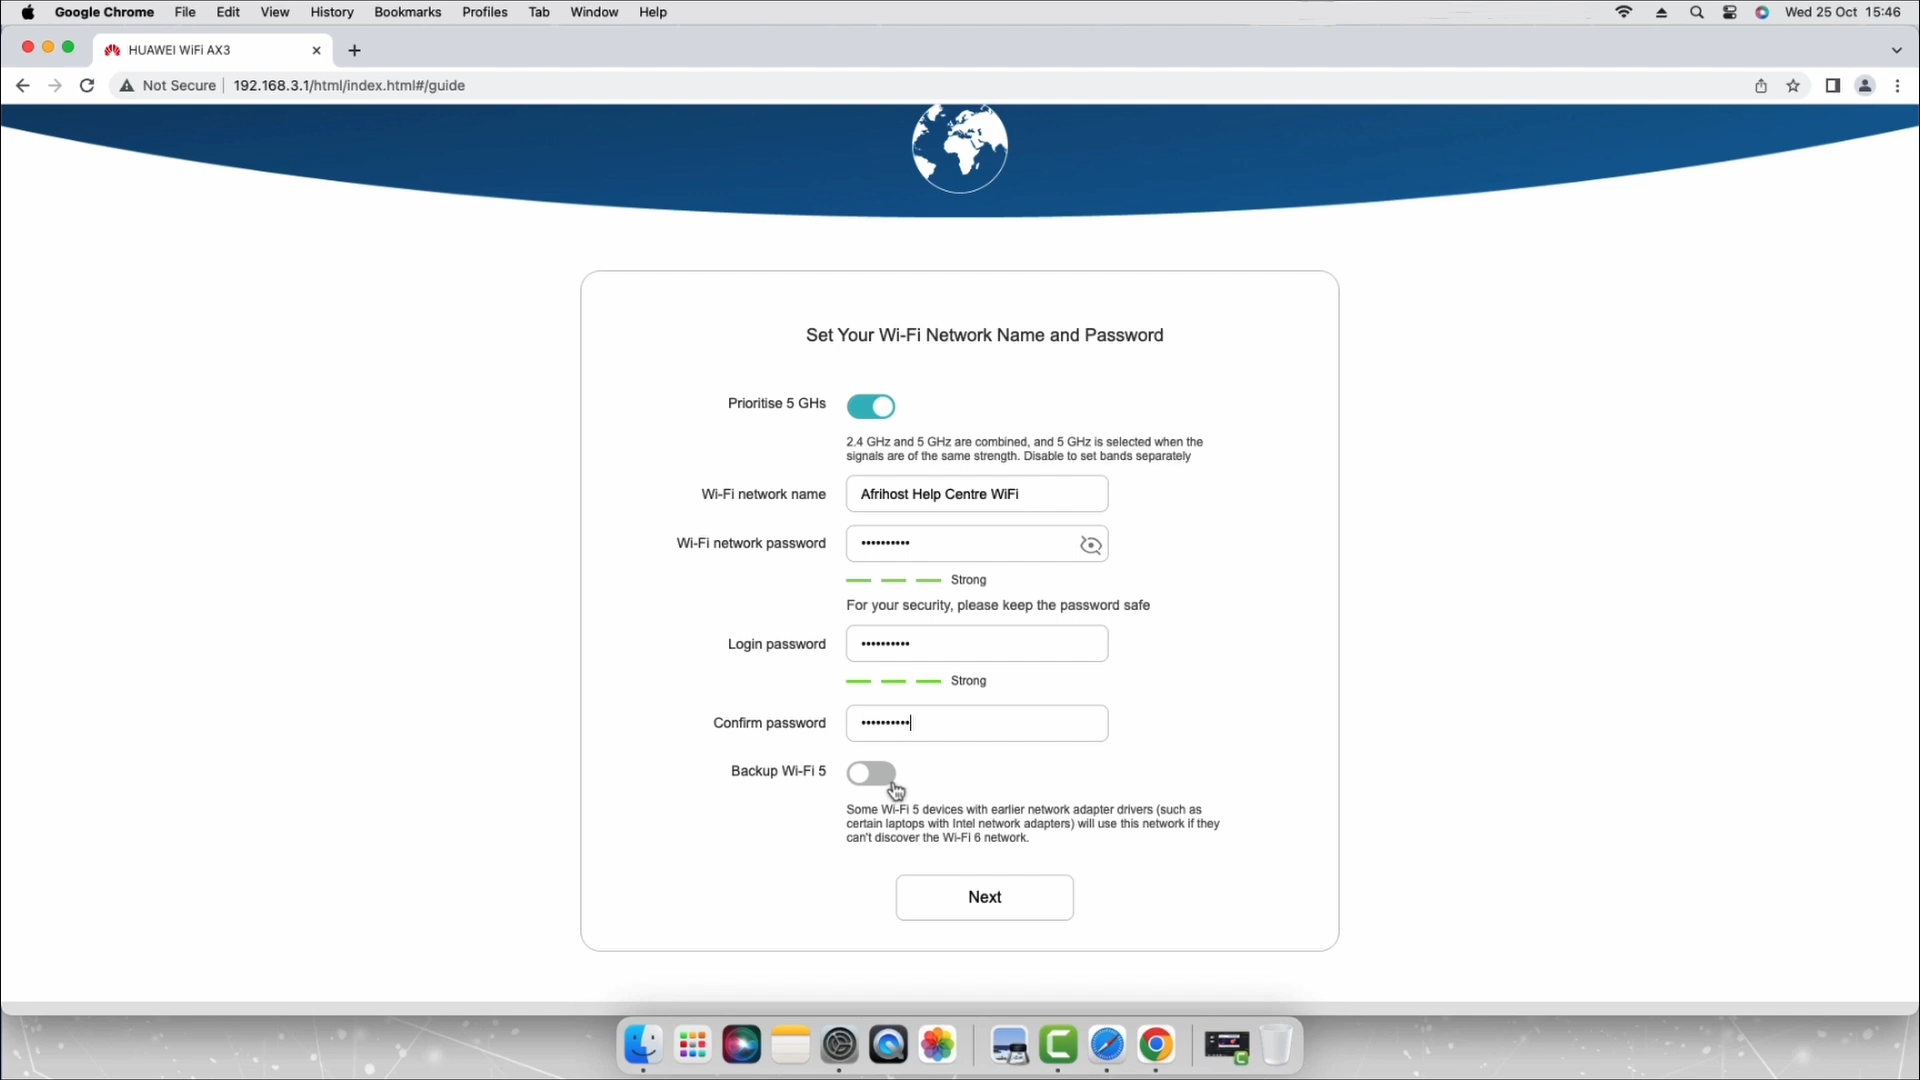 Google Chrome File Edit View History Bookmarks Profiles Tab Window Help Wed 25 Oct 15:46
HUAWEI WiFi AX3
Not Secure 192.168.3.1/html/index.html#/guide
Set Your Wi-Fi Network Name and Password
Prioritise 5 GHs
2.4 GHz and 5 GHz are combined, and 5 GHz is selected when the
signals are of the same strength. Disable to set bands separately
Wi-Fi network name Afrihost Help Centre WiFi
Wi-Fi network password ••••••••••
Strong
For your security, please keep the password safe
Login password ••••••••••
Strong
Confirm password ••••••••••
Backup Wi-Fi 5
Some Wi-Fi 5 devices with earlier network adapter drivers (such as
certain laptops with Intel network adapters) will use this network if they
can't discover the Wi-Fi 6 network.
Next